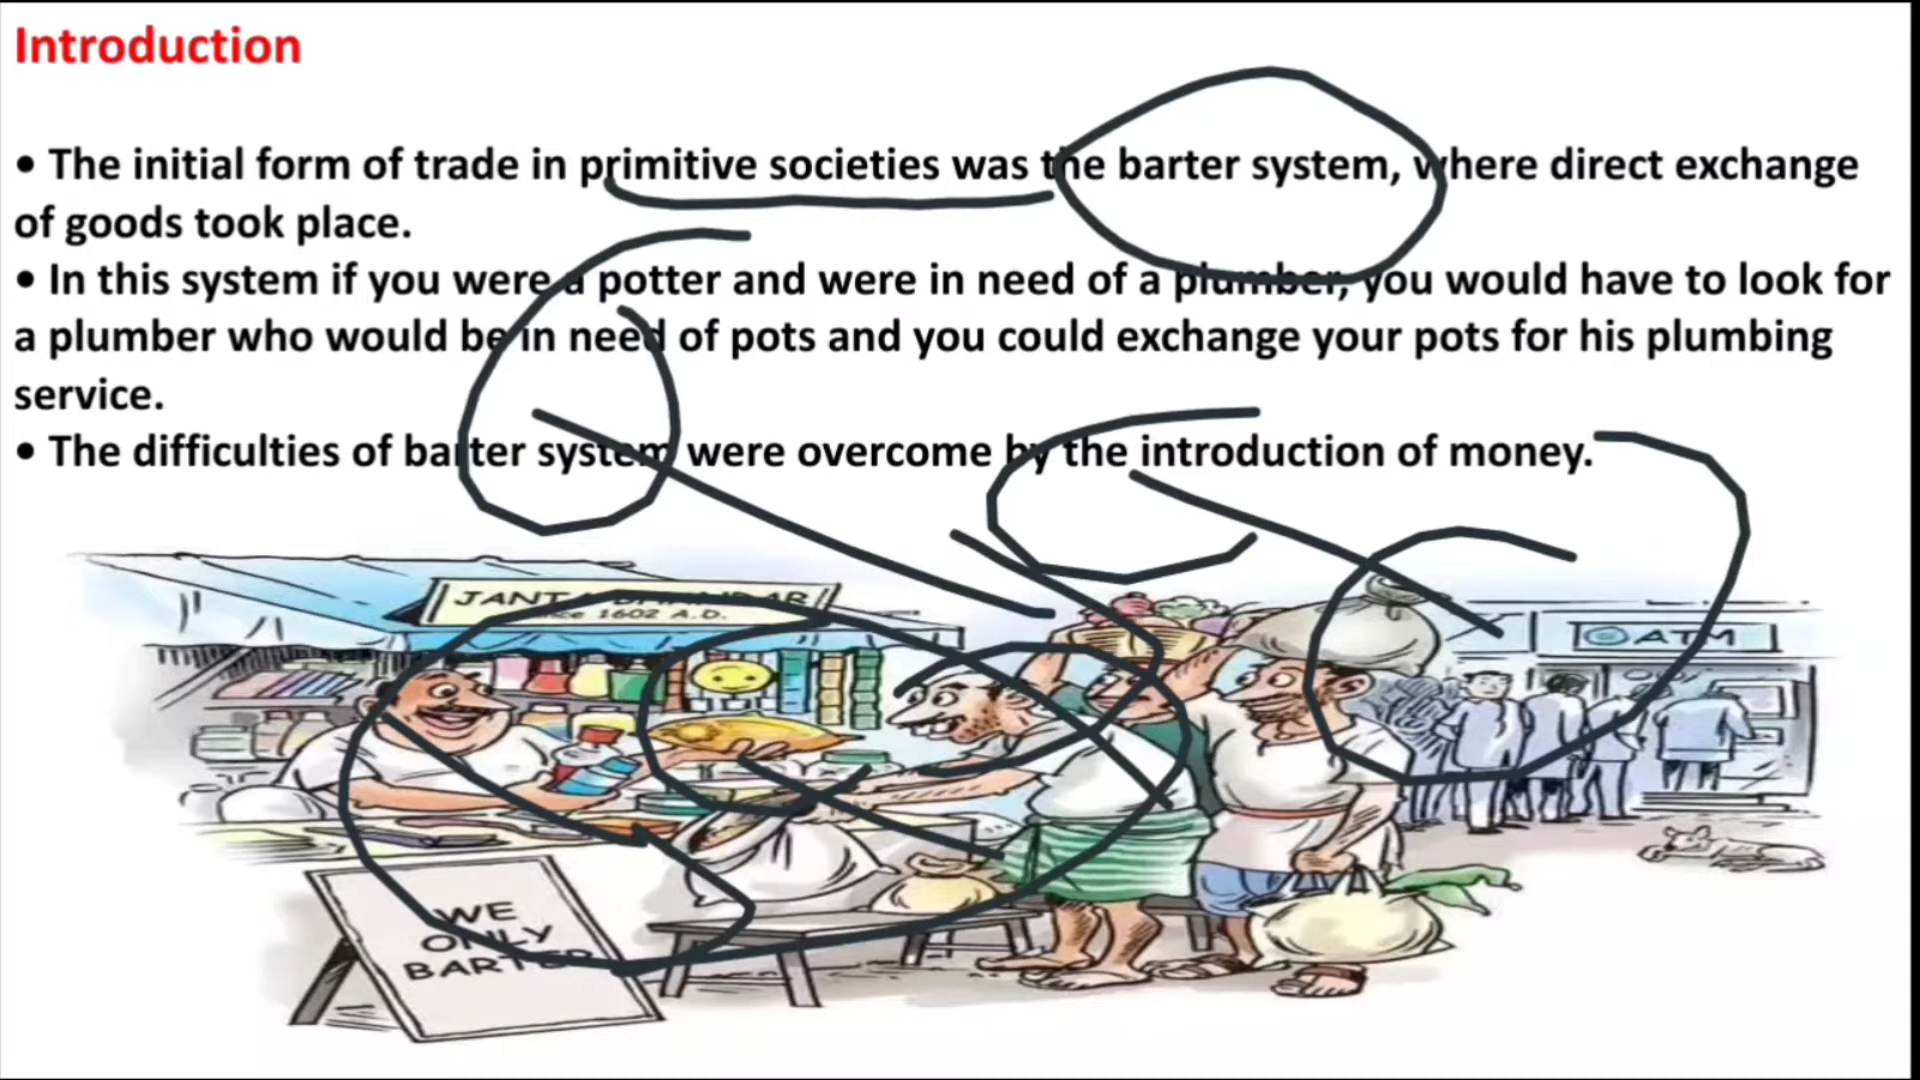 Introduction
• The initial form of trade in primitive societies was the barter system, where direct exchange
of goods took place.
• In this system if you were a potter and were in need of a plumber, you would have to look for
a plumber who would be in need of pots and you could exchange your pots for his plumbing
service.
• The difficulties of barter system were overcome by the introduction of money.
1602 A.D.
ATM
WE
ONLY
BARTER